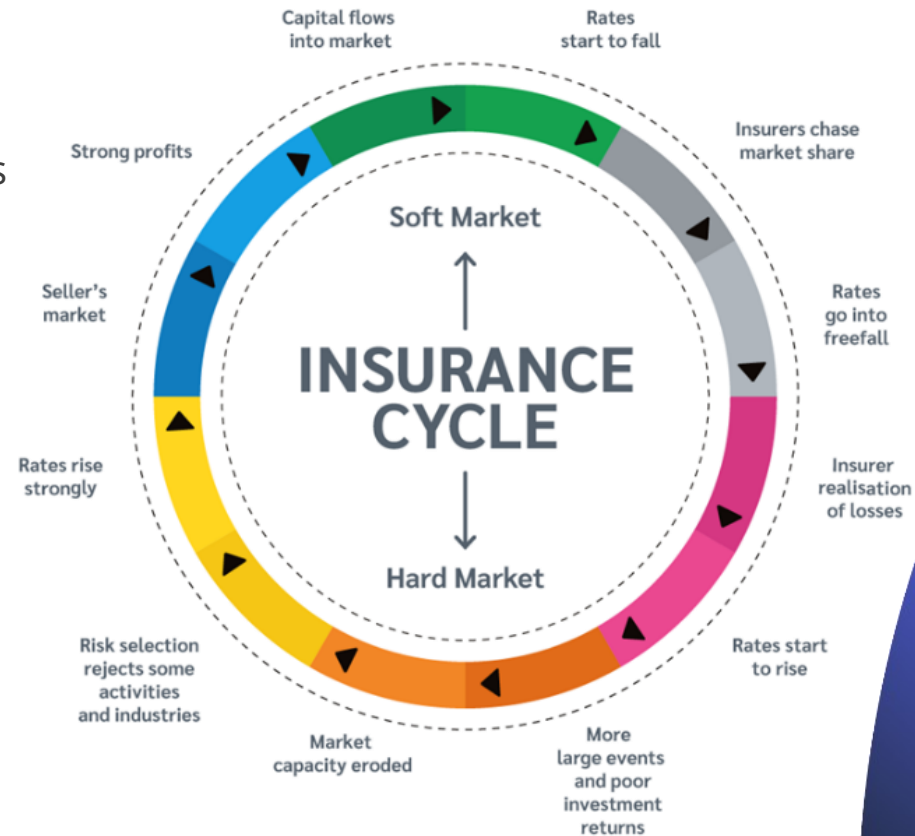 Capital flows
into market
Rates
start to fall
Insurers chase
market share
Rates
go into
freefall
Insurer
realisation
of losses
Rates start
to rise
More
large events
and poor
investment
returns
Market
capacity eroded
Risk selection
rejects some
activities
and industries
Rates rise
strongly
Seller's
market
Strong profits
s
Soft Market
INSURANCE
CYCLE
Hard Market